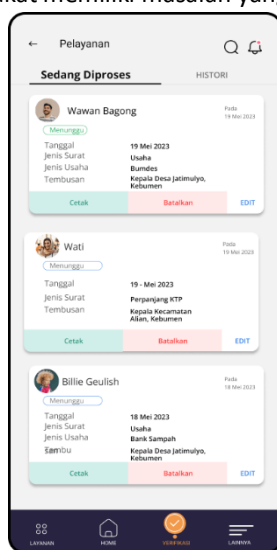 ← Pelayanan
Sedang Diproses HISTORI
Wawan Bagong
Pada
19 Mei 2023
Menunggu
Tanggal 19 Mei 2023
Jenis Surat Usaha
Jenis Usaha Bumdes
Tembusan Kepala Desa Jatimulyo,
Kebumen
Cetak Batalkan EDIT
Wati
Pada
19 Mei 2023
Menunggu
Tanggal 19 - Mei 2023
Jenis Surat Perpanjang KTP
Tembusan Kepala Kecamatan
Alian, Kebumen
Cetak Batalkan EDIT
Billie Geulish
Pada
18 Mei 2023
Menunggu
Tanggal 18 Mei 2023
Jenis Surat Usaha
Jenis Usaha Bank Sampah
Kepala Desa Jatimulyo,
Kebumen
Cetak Batalkan EDIT
LAYANAN HOME VERIFIKASI LAINNYA